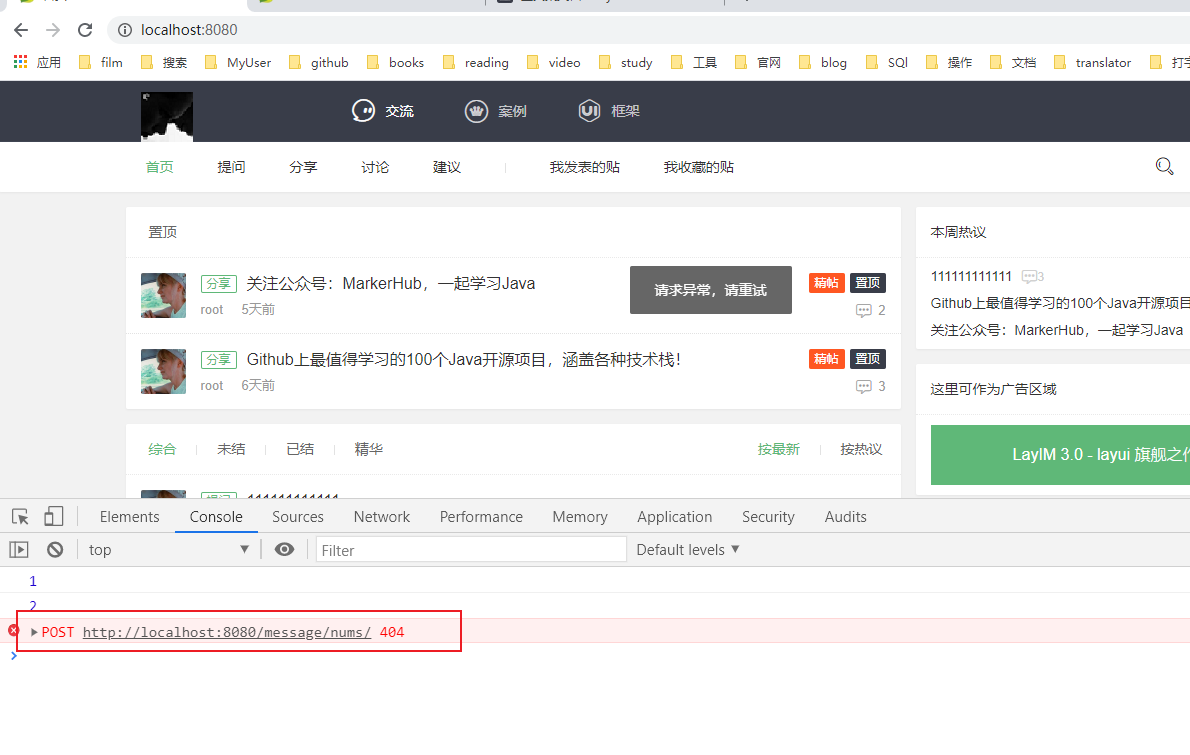 localhost:8080
应用 film 搜索 MyUser github books reading video study 工具 官网 blog SQl 操作 文档 translator
交流 案例 UI 框架
首页 提问 分享 讨论 建议 我发表的贴 我收藏的贴
置顶
分享 关注公众号：MarkerHub，一起学习Java
精帖 置顶
root 5天前
2
请求异常，请重试
分享 Github上最值得学习的100个Java开源项目，涵盖各种技术栈！
精帖 置顶
root 6天前
3
综合 未结 已结 精华 按最新 按热议
提问 111111111111
本周热议
111111111111 3
Github上最值得学习的100个Java开源项目
关注公众号：MarkerHub，一起学习Java
这里可作为广告区域
LayIM 3.0 - layui 旗舰之作
Elements Console Sources Network Performance Memory Application Security Audits
top Filter Default levels
1
2
POST http://localhost:8080/message/nums/ 404